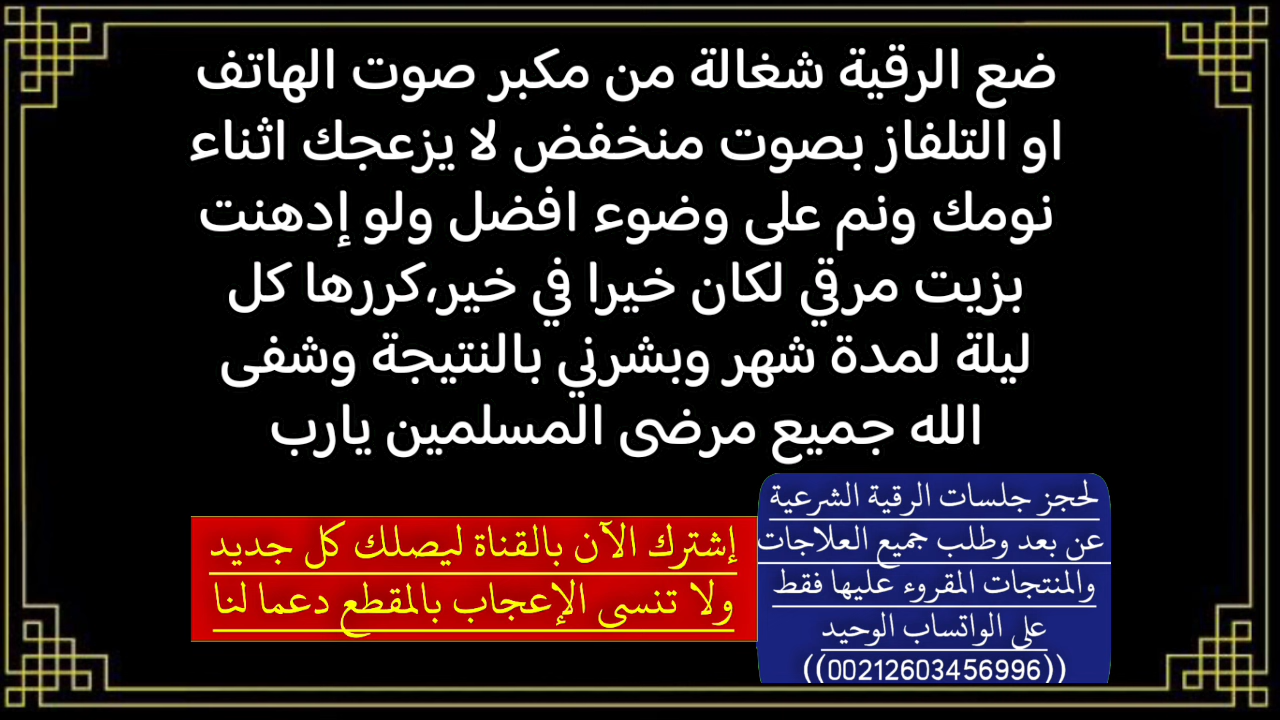 ضع الرقية شغالة من مكبر صوت الهاتف
او التلفاز بصوت منخفض لا يزعجك اثناء
نومك ونم على وضوء افضل ولو إدهنت
بزيت مرقي لكان خيرا في خير،كررها كل
ليلة لمدة شهر وبشرني بالنتيجة وشفى
الله جميع مرضى المسلمين يارب
لحجز جلسات الرقية الشرعية
عن بعد وطلب جميع العلاجات
والمنتجات المقروء عليها فقط
على الواتساب الوحيد
((00212603456996))
إشترك الآن بالقناة ليصلك كل جديد
ولا تنسى الإعجاب بالمقطع دعما لنا